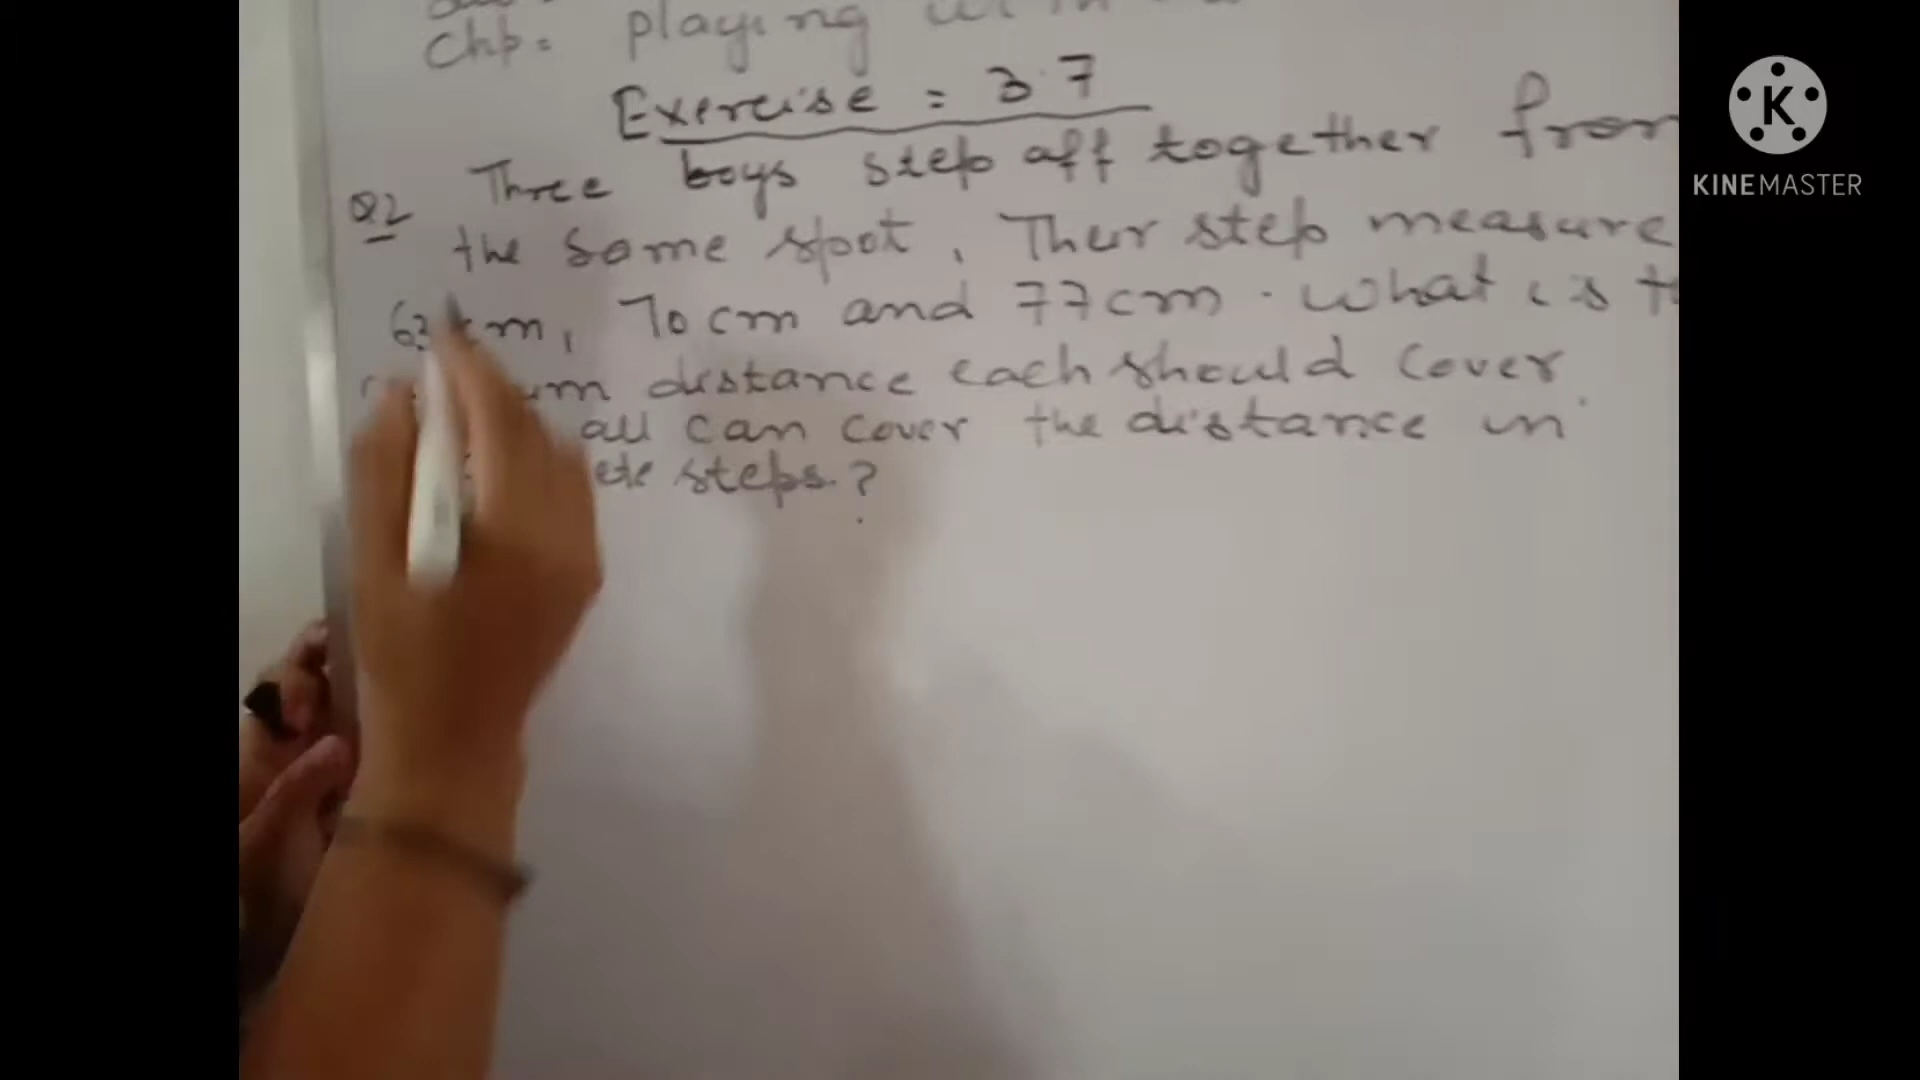 Chp. playing
Exercise = 3.7
Q2 Three boys step off together from
the same spot. Their step measure
63 cm, 70 cm and 77 cm. What is
distance each should cover
all can cover the distance in
steps.?
K
KINEMASTER